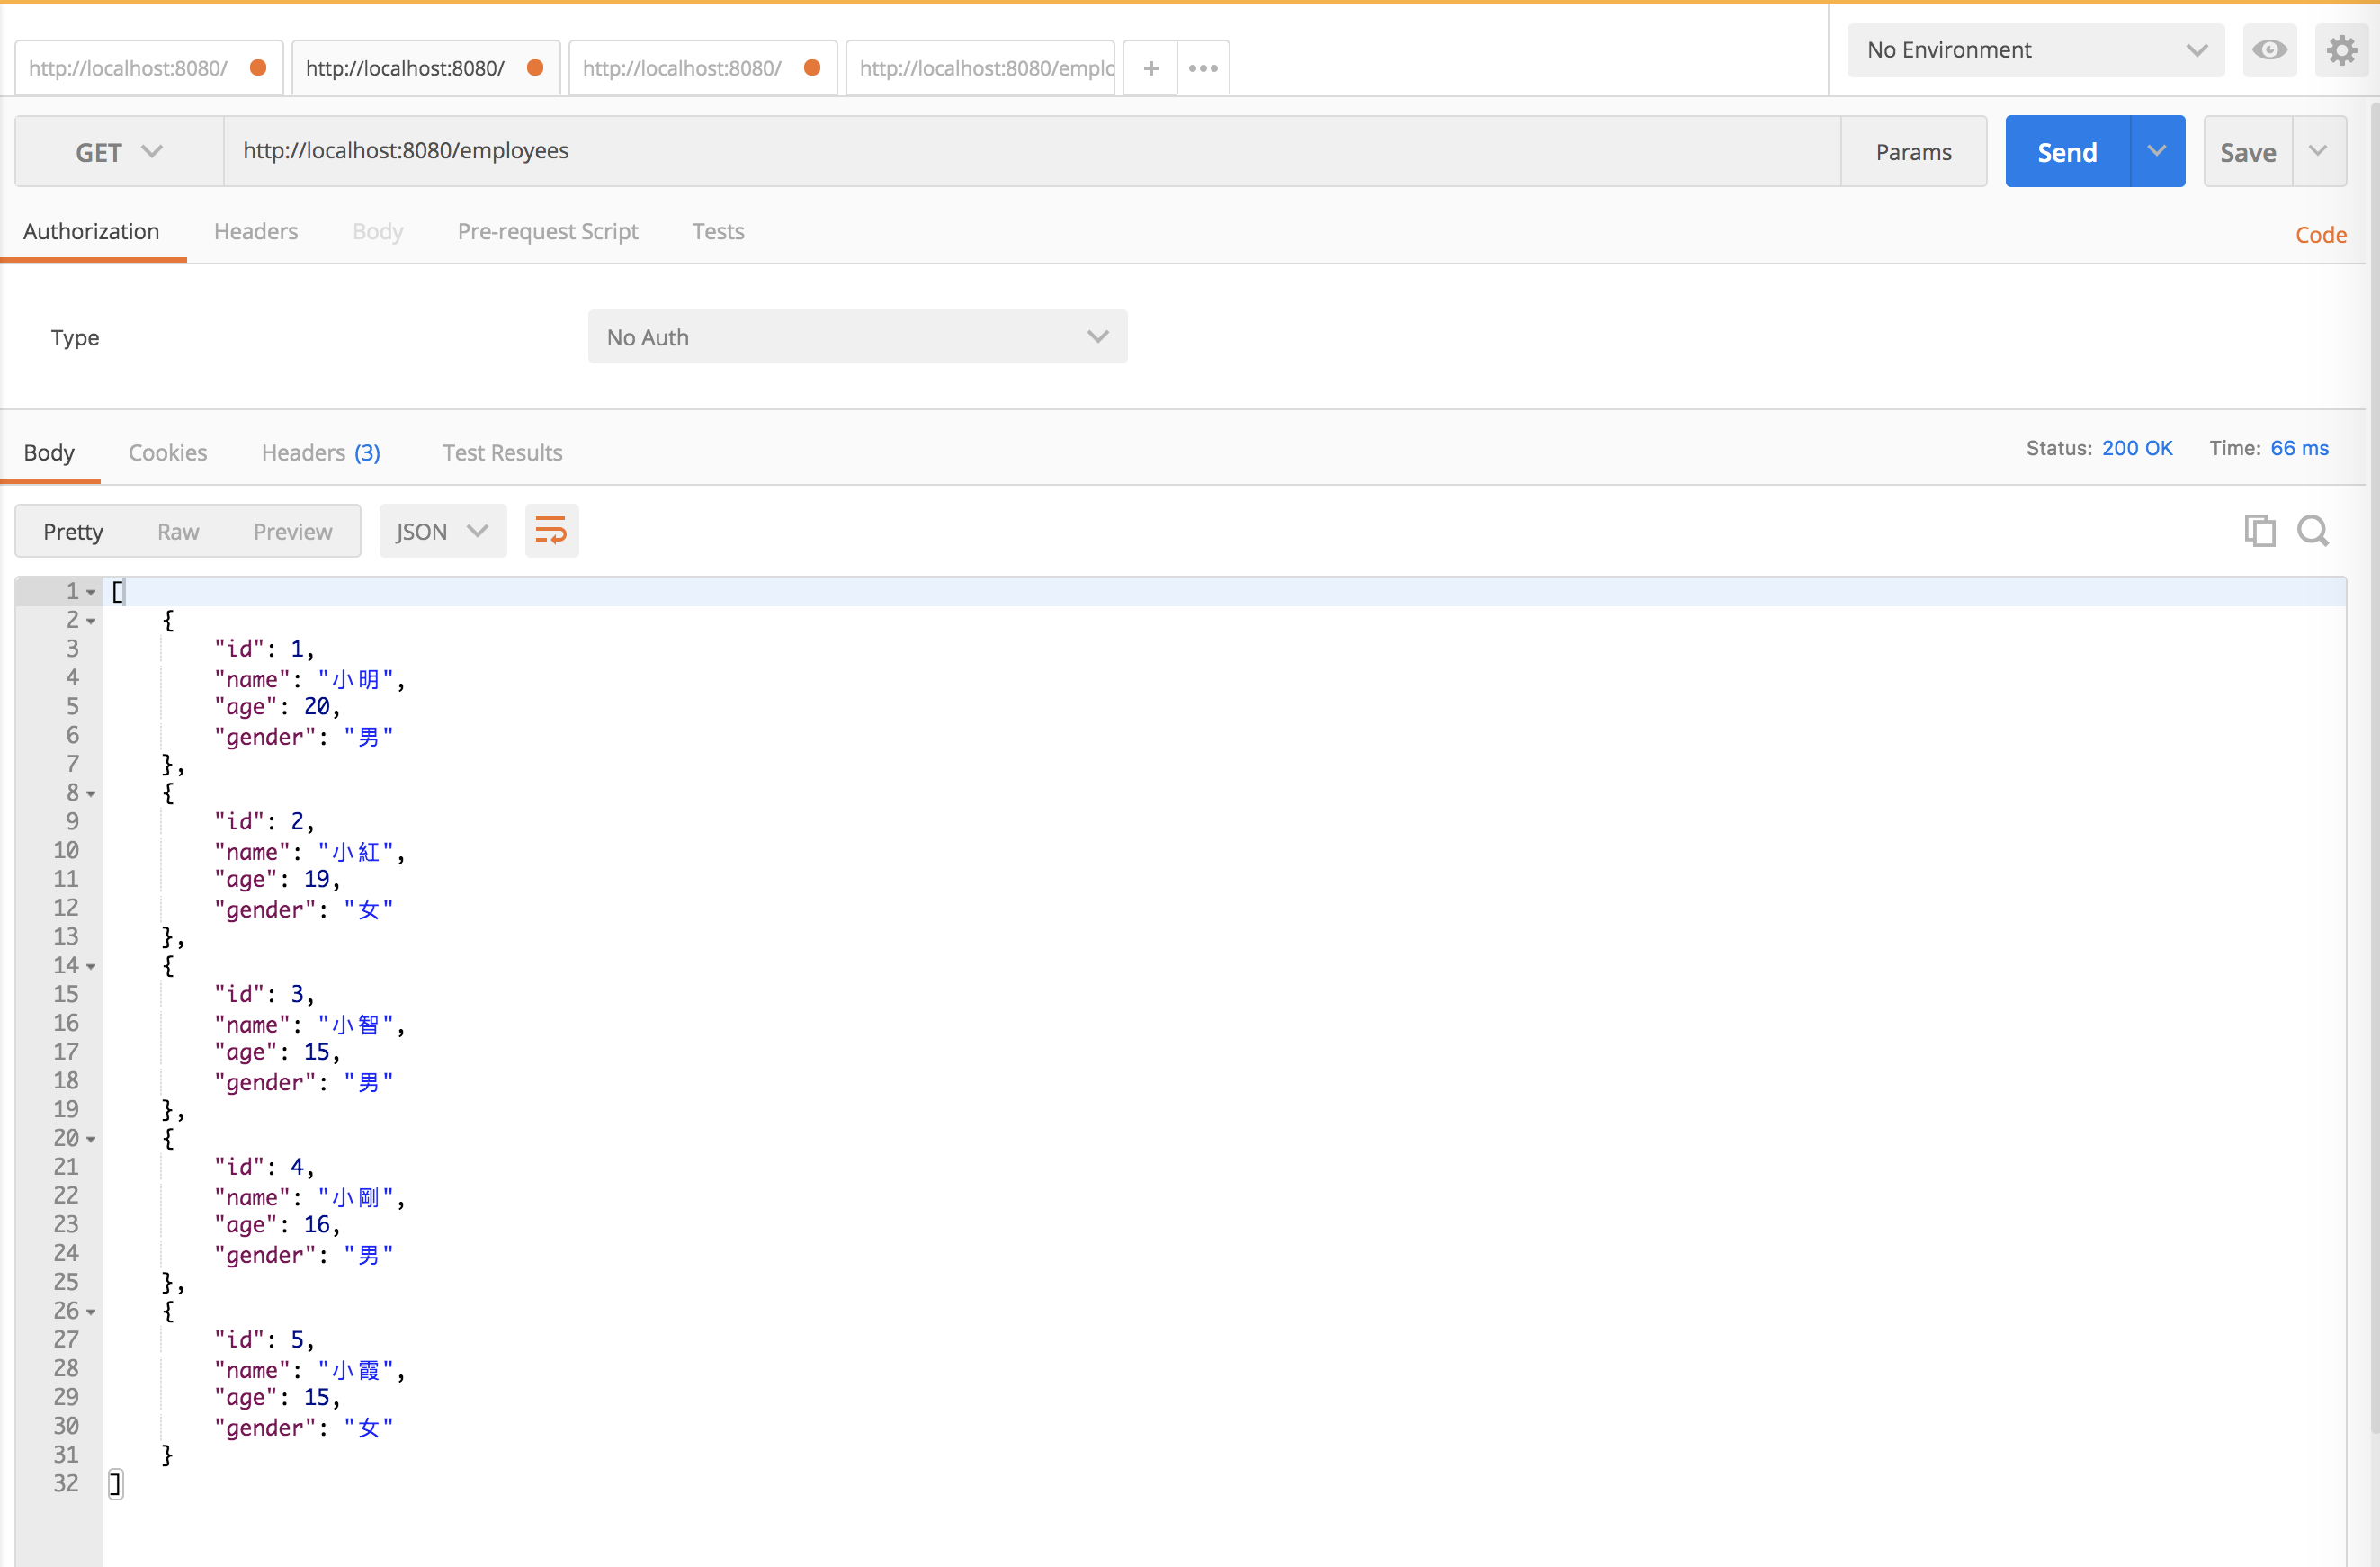 http://localhost:8080/ http://localhost:8080/ http://localhost:8080/ http://localhost:8080/emplo + ••• No Environment
GET http://localhost:8080/employees Params Send Save
Authorization Headers Body Pre-request Script Tests Code
Type No Auth
Body Cookies Headers (3) Test Results Status: 200 OK Time: 66 ms
Pretty Raw Preview JSON
1 [
2 {
3 "id": 1,
4 "name": "小明",
5 "age": 20,
6 "gender": "男"
7 },
8 {
9 "id": 2,
10 "name": "小紅",
11 "age": 19,
12 "gender": "女"
13 },
14 {
15 "id": 3,
16 "name": "小智",
17 "age": 15,
18 "gender": "男"
19 },
20 {
21 "id": 4,
22 "name": "小剛",
23 "age": 16,
24 "gender": "男"
25 },
26 {
27 "id": 5,
28 "name": "小霞",
29 "age": 15,
30 "gender": "女"
31 }
32 ]